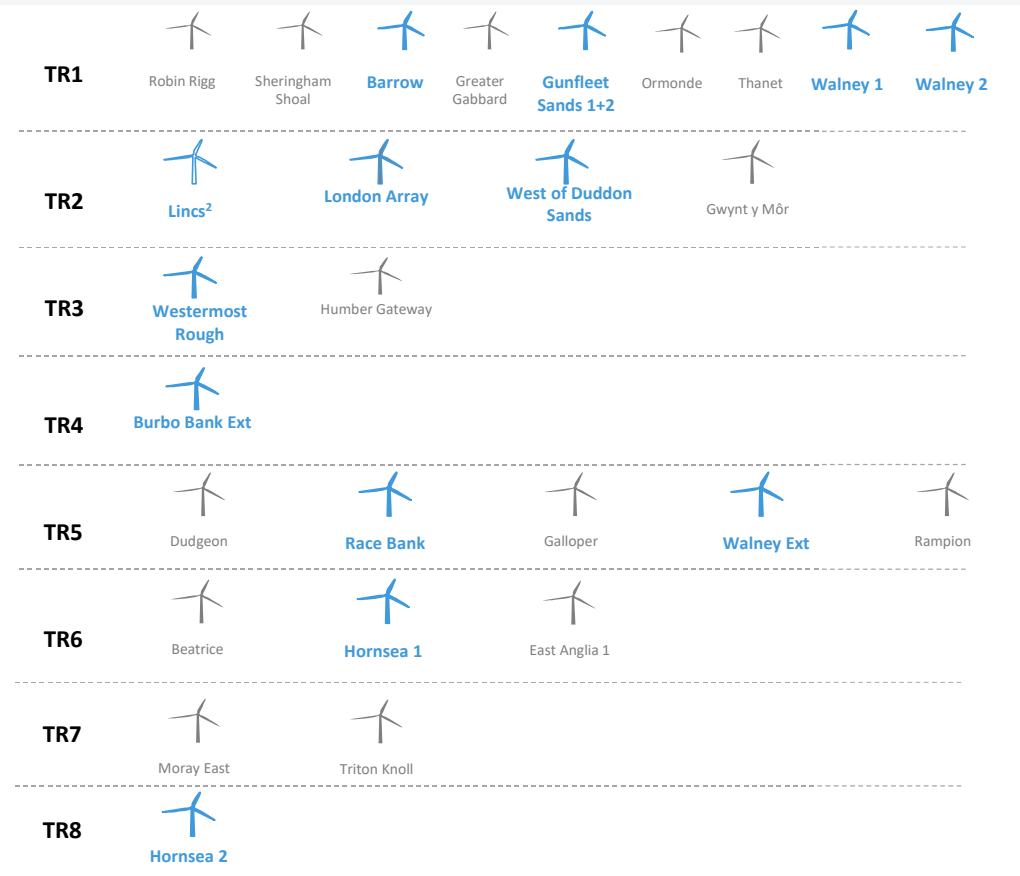 TR1
Robin Rigg
Sheringham
Shoal
Barrow
Greater
Gabbard
Gunfleet
Sands 1+2
Ormonde
Thanet
Walney 1
Walney 2
TR2
Lincs²
London Array
West of Duddon
Sands
Gwynt y Môr
TR3
Westermost
Rough
Humber Gateway
TR4
Burbo Bank Ext
TR5
Dudgeon
Race Bank
Galloper
Walney Ext
Rampion
TR6
Beatrice
Hornsea 1
East Anglia 1
TR7
Moray East
Triton Knoll
TR8
Hornsea 2